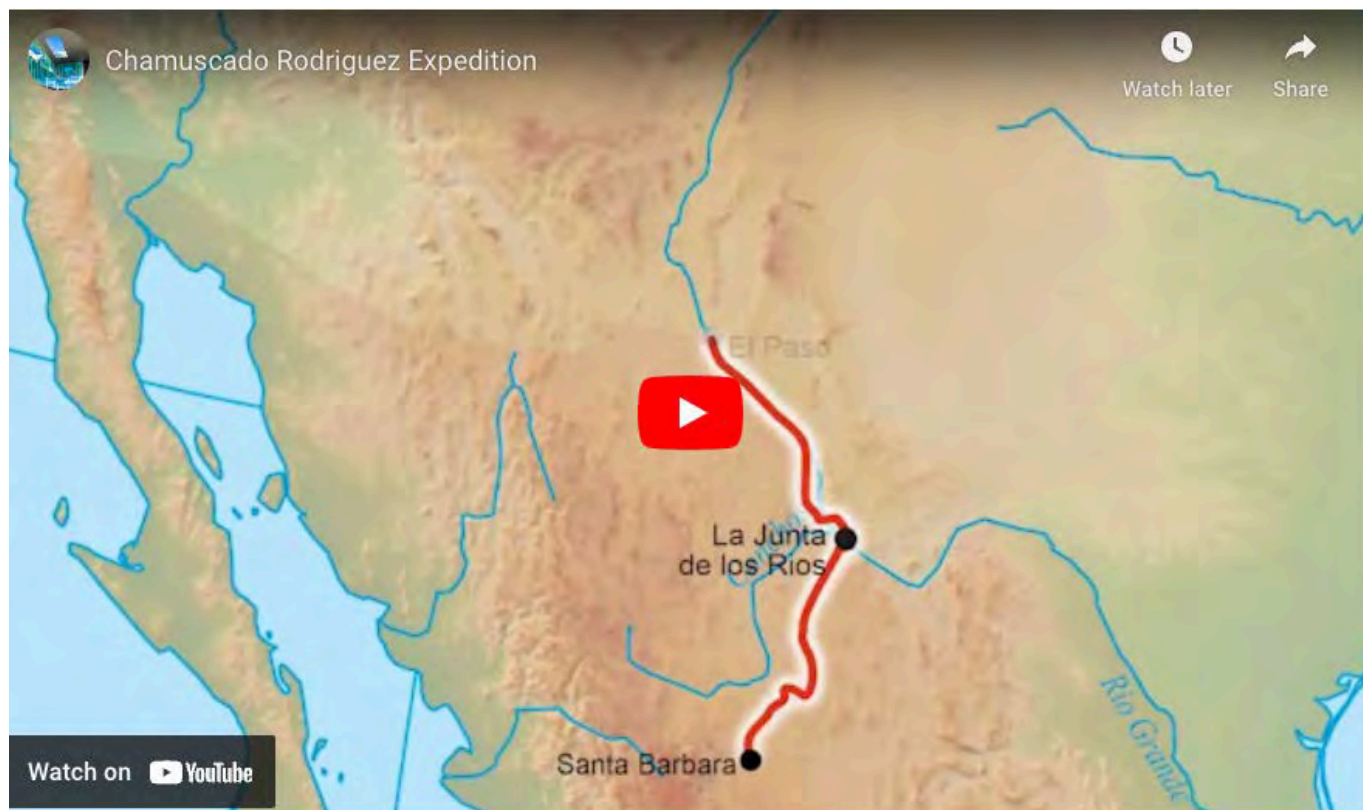 Chamuscado Rodriguez Expedition
Watch later
Share
El Paso
La Junta
de los Rios
Rio Grande
Santa Barbara
Watch on YouTube